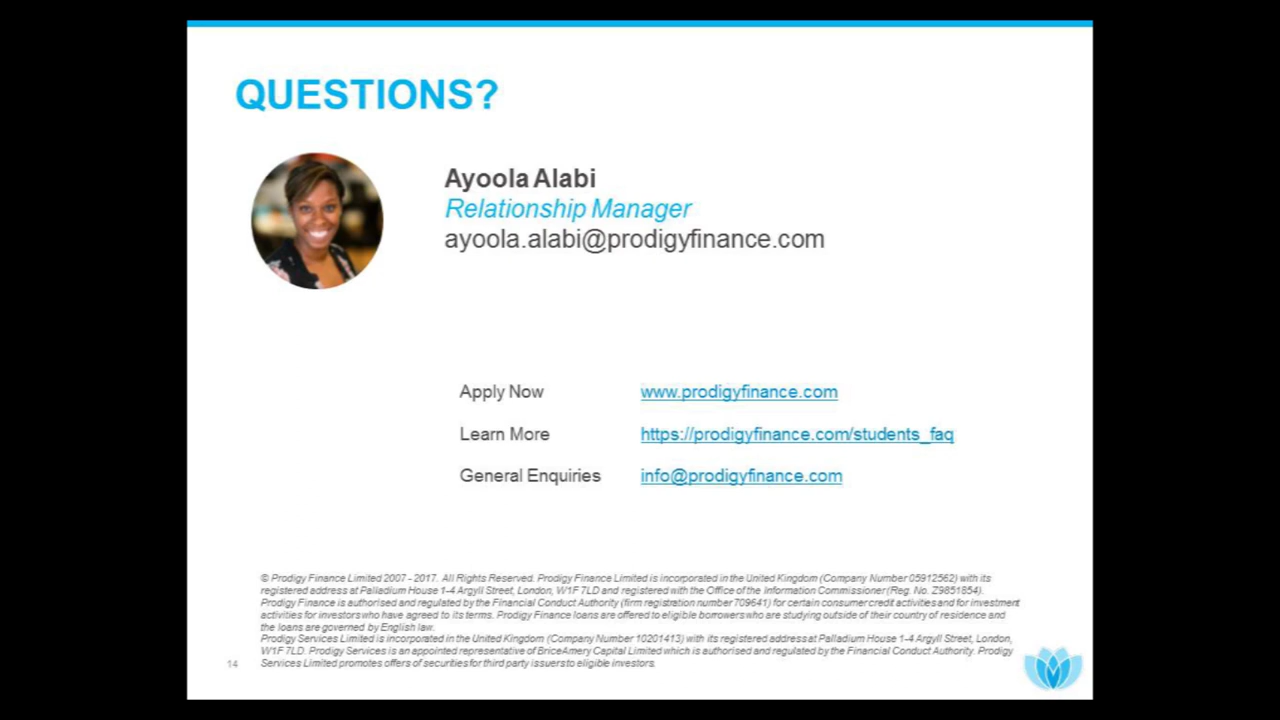 QUESTIONS?
Ayoola Alabi
Relationship Manager
ayoola.alabi@prodigyfinance.com
Apply Now www.prodigyfinance.com
Learn More https://prodigyfinance.com/students_faq
General Enquiries info@prodigyfinance.com
© Prodigy Finance Limited 2007 - 2017. All Rights Reserved. Prodigy Finance Limited is incorporated in the United Kingdom (Company Number 05912562) with its
registered address at Palladium House 1-4 Argyll Street, London, W1F 7LD and registered with the Office of the Information Commissioner (Reg. No. Z9851854).
Prodigy Finance is authorised and regulated by the Financial Conduct Authority (firm registration number 709641) for certain consumer credit activities and for investment
activities for investors who have agreed to its terms. Prodigy Finance loans are offered to eligible borrowers who are studying outside of their country of residence and
the loans are governed by English law.
Prodigy Services Limited is incorporated in the United Kingdom (Company Number 10201413) with its registered address at Palladium House 1-4 Argyll Street, London,
W1F 7LD. Prodigy Services is an appointed representative of BriceAmery Capital Limited which is authorised and regulated by the Financial Conduct Authority. Prodigy
Services Limited promotes offers of securities for third party issuers to eligible investors.
14